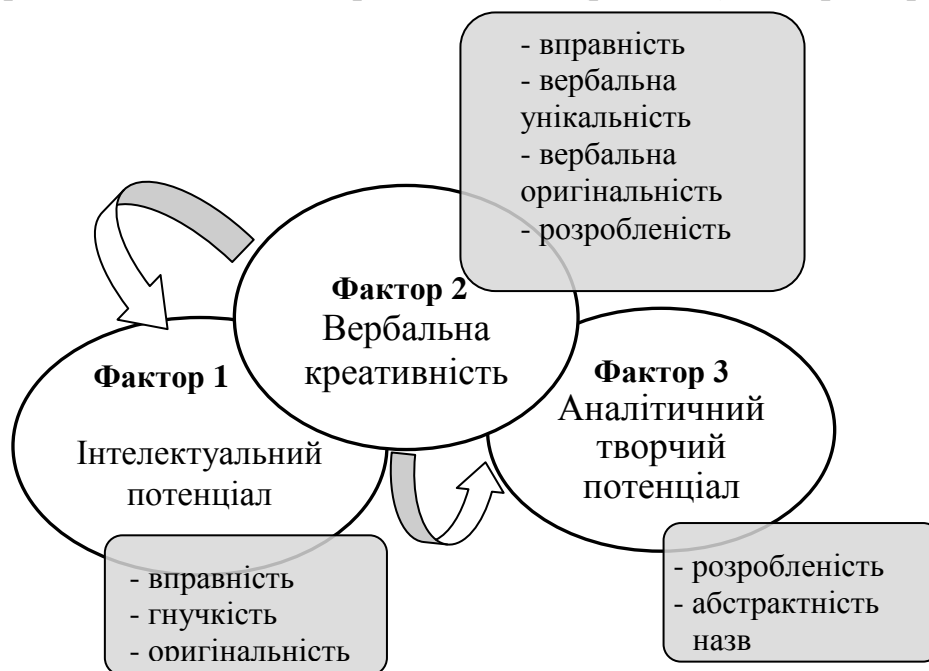 - вправність
- вербальна
унікальність
- вербальна
оригінальність
- розробленість
Фактор 2
Вербальна
креативність
Фактор 1
Інтелектуальний
потенціал
Фактор 3
Аналітичний
творчий
потенціал
- вправність
- гнучкість
- оригінальність
- розробленість
- абстрактність
назв